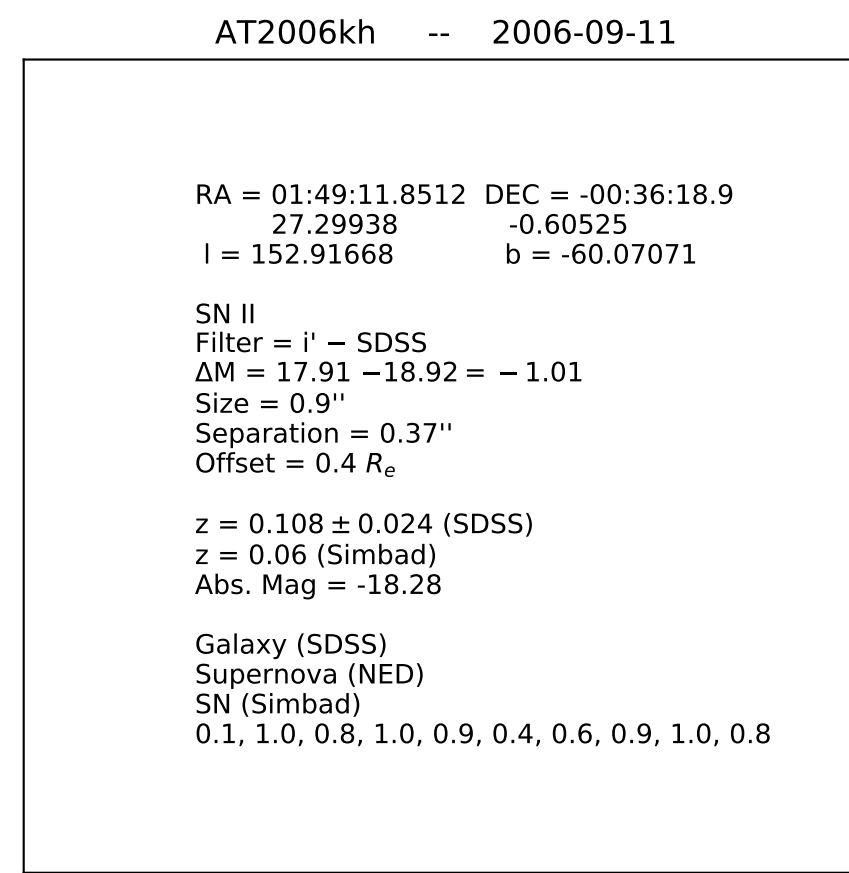 AT2006kh -- 2006-09-11
RA = 01:49:11.8512 DEC = -00:36:18.9
27.29938 -0.60525
l = 152.91668 b = -60.07071
SN II
Filter = i' − SDSS
ΔM = 17.91 −18.92 = − 1.01
Size = 0.9''
Separation = 0.37''
Offset = 0.4 Rₑ
z = 0.108 ± 0.024 (SDSS)
z = 0.06 (Simbad)
Abs. Mag = -18.28
Galaxy (SDSS)
Supernova (NED)
SN (Simbad)
0.1, 1.0, 0.8, 1.0, 0.9, 0.4, 0.6, 0.9, 1.0, 0.8